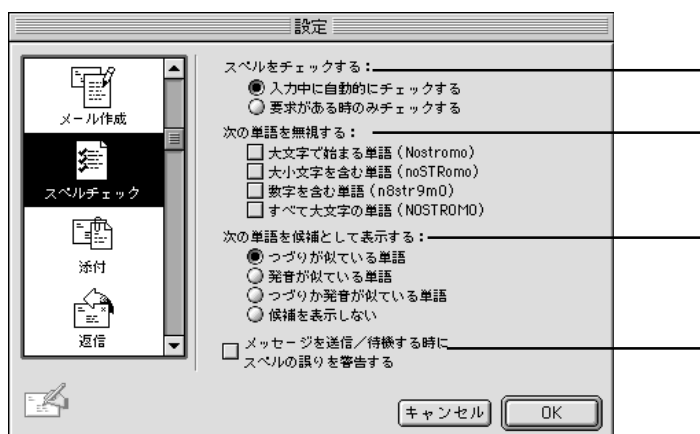 設定
メール作成
スペルチェック
添付
返信
スペルをチェックする：
入力中に自動的にチェックする
要求がある時のみチェックする
次の単語を無視する：
大文字で始まる単語（Nostromo）
大小文字を含む単語（noSTRomo）
数字を含む単語（n8str9m0）
すべて大文字の単語（NOSTROMO）
次の単語を候補として表示する：
つづりが似ている単語
発音が似ている単語
つづりか発音が似ている単語
候補を表示しない
メッセージを送信／待機する時に
スペルの誤りを警告する
キャンセル
OK